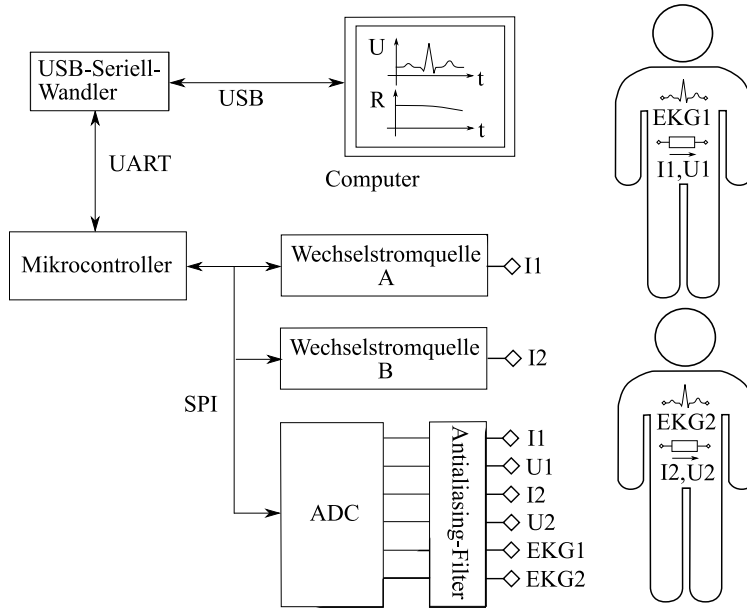 USB-Seriell-
Wandler
USB
U
t
R
t
Computer
UART
Mikrocontroller
Wechselstromquelle
A
I1
Wechselstromquelle
B
I2
SPI
ADC
Antialiasing-Filter
I1
U1
I2
U2
EKG1
EKG2
EKG1
I1,U1
EKG2
I2,U2